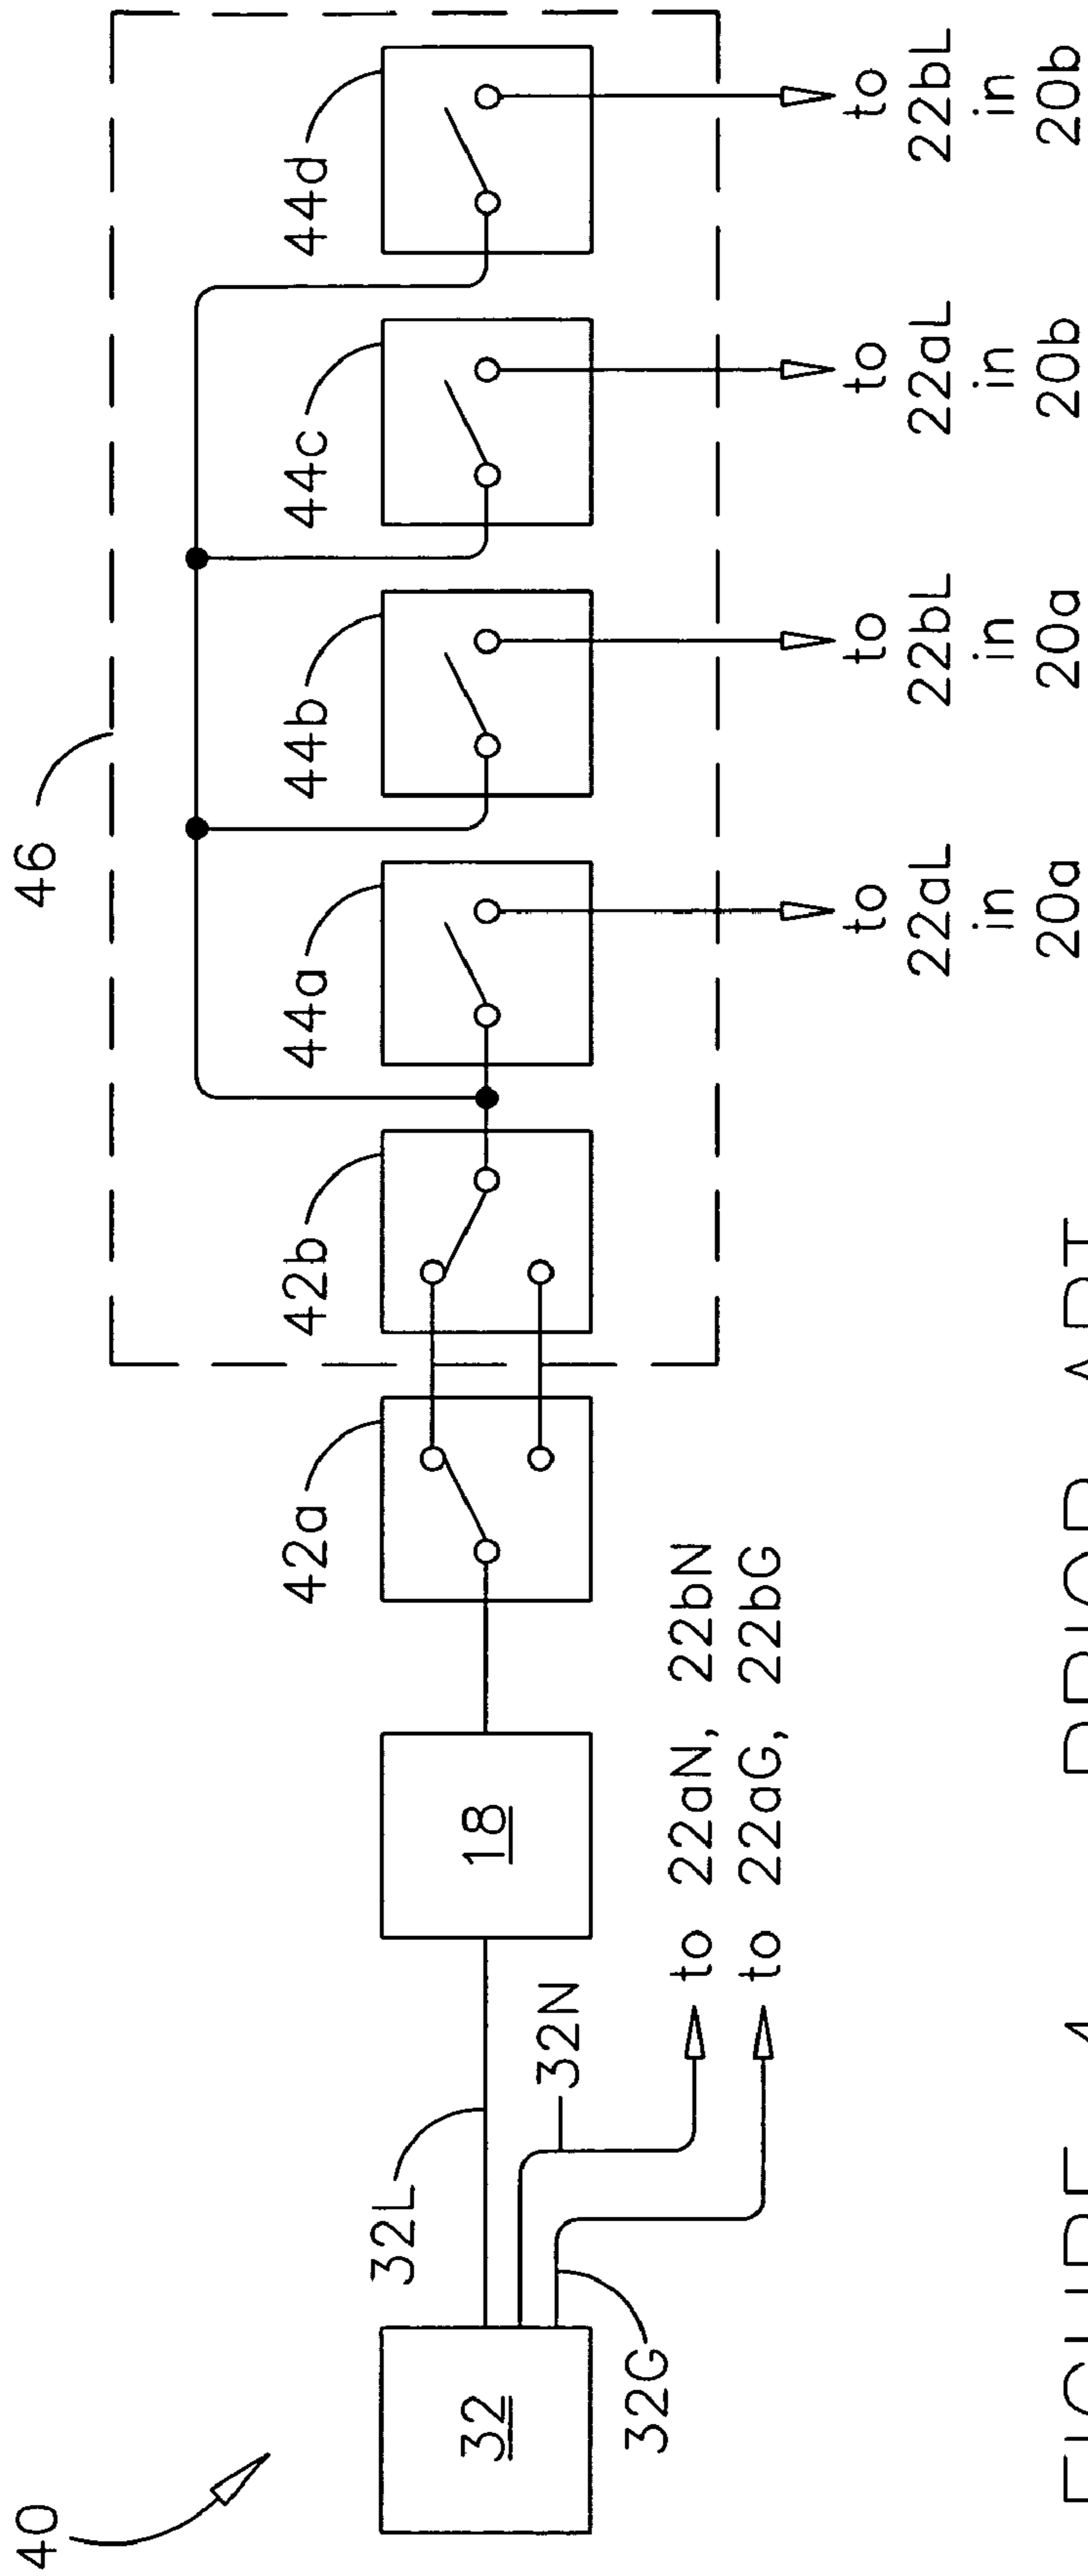 40
46
42a
42b
44a
44b
44c
44d
32L
32
18
32N
32G
to 22aN, 22bN
to 22aG, 22bG
to
22aL
in
20a
to
22bL
in
20a
to
22aL
in
20b
to
22bL
in
20b
FIGURE 4 PRIOR ART